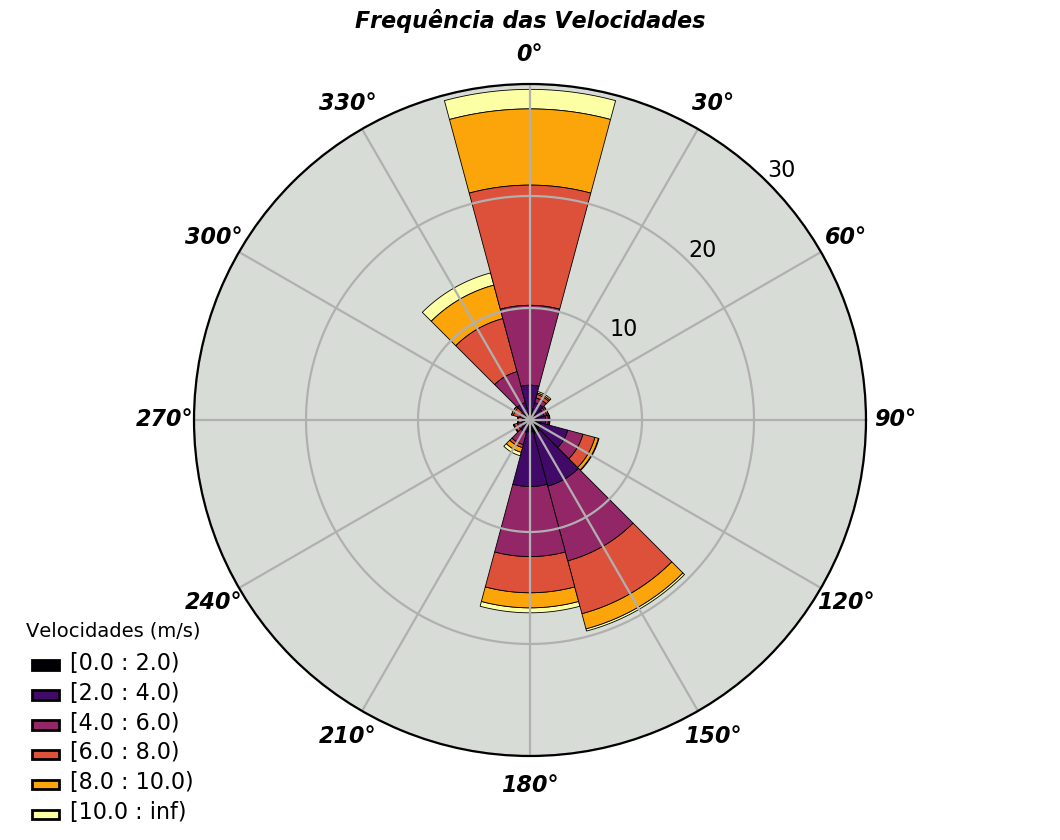 Frequência das Velocidades
0°
330°
30°
30
300°
60°
20
10
270°
90°
240°
120°
210°
150°
180°
Velocidades (m/s)
[0.0 : 2.0)
[2.0 : 4.0)
[4.0 : 6.0)
[6.0 : 8.0)
[8.0 : 10.0)
[10.0 : inf)